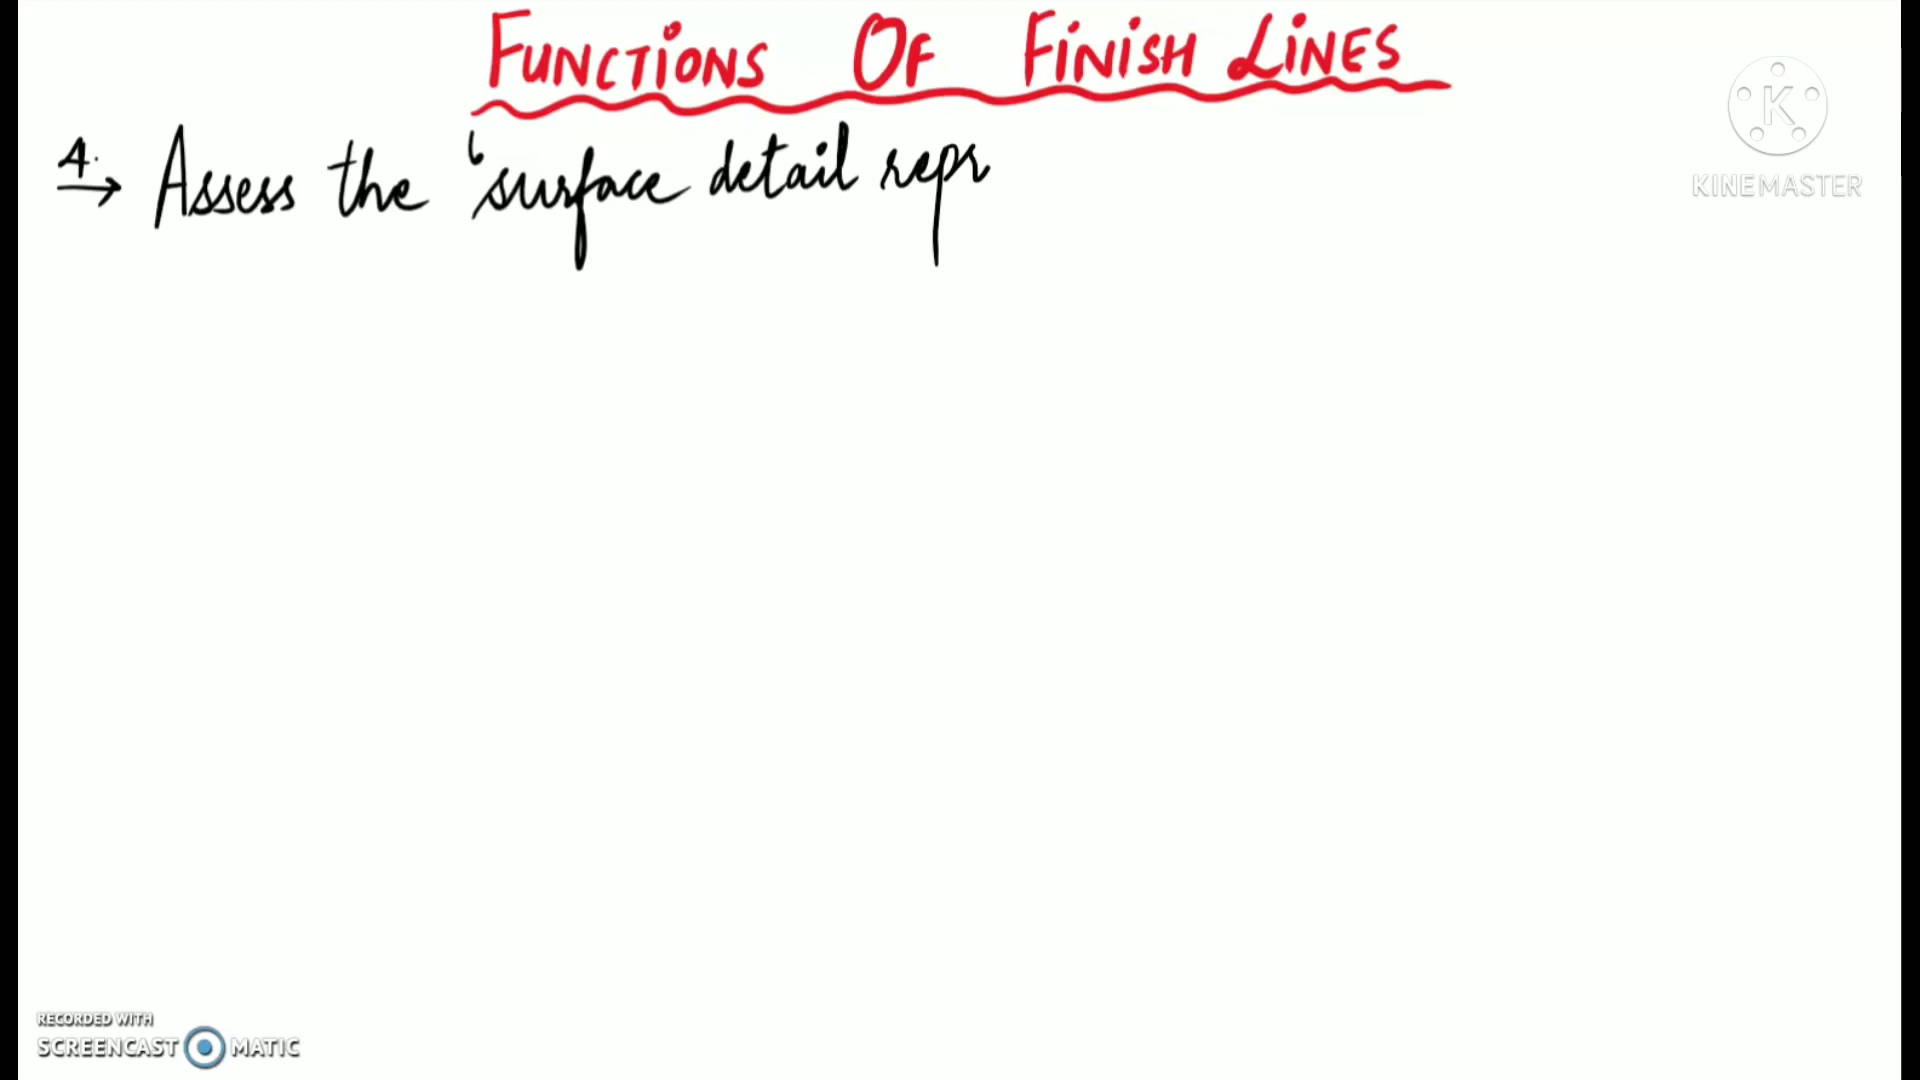 FUNCTIONS OF FINISH LINES
4. → Assess the surface detail repr
KINEMASTER
RECORDED WITH
SCREENCAST MATIC